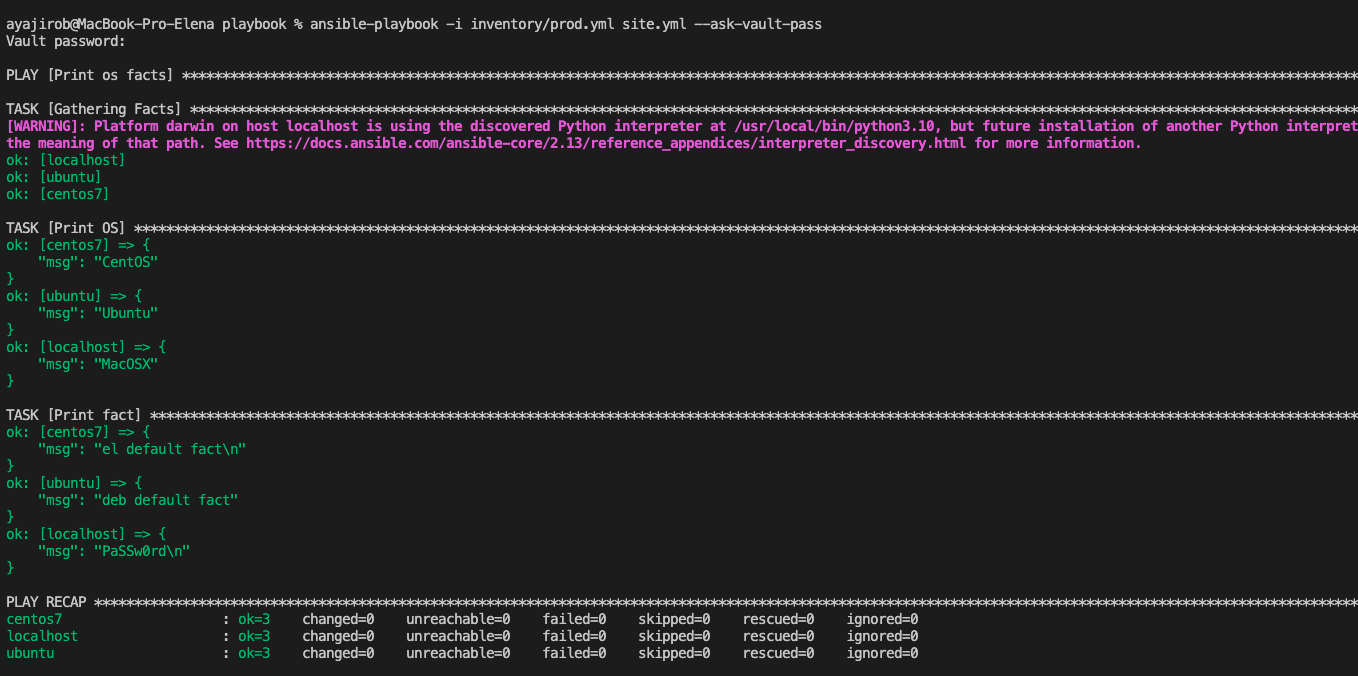 ayajirob@MacBook-Pro-Elena playbook % ansible-playbook -i inventory/prod.yml site.yml --ask-vault-pass
Vault password:
PLAY [Print os facts] ****************************************************************************************************************************************************
TASK [Gathering Facts] ***************************************************************************************************************************************************
[WARNING]: Platform darwin on host localhost is using the discovered Python interpreter at /usr/local/bin/python3.10, but future installation of another Python interpret
the meaning of that path. See https://docs.ansible.com/ansible-core/2.13/reference_appendices/interpreter_discovery.html for more information.
ok: [localhost]
ok: [ubuntu]
ok: [centos7]
TASK [Print OS] **********************************************************************************************************************************************************
ok: [centos7] => {
    "msg": "CentOS"
}
ok: [ubuntu] => {
    "msg": "Ubuntu"
}
ok: [localhost] => {
    "msg": "MacOSX"
}
TASK [Print fact] ********************************************************************************************************************************************************
ok: [centos7] => {
    "msg": "el default fact\n"
}
ok: [ubuntu] => {
    "msg": "deb default fact"
}
ok: [localhost] => {
    "msg": "PaSSw0rd\n"
}
PLAY RECAP ***************************************************************************************************************************************************************
centos7                    : ok=3    changed=0    unreachable=0    failed=0    skipped=0    rescued=0    ignored=0
localhost                  : ok=3    changed=0    unreachable=0    failed=0    skipped=0    rescued=0    ignored=0
ubuntu                     : ok=3    changed=0    unreachable=0    failed=0    skipped=0    rescued=0    ignored=0